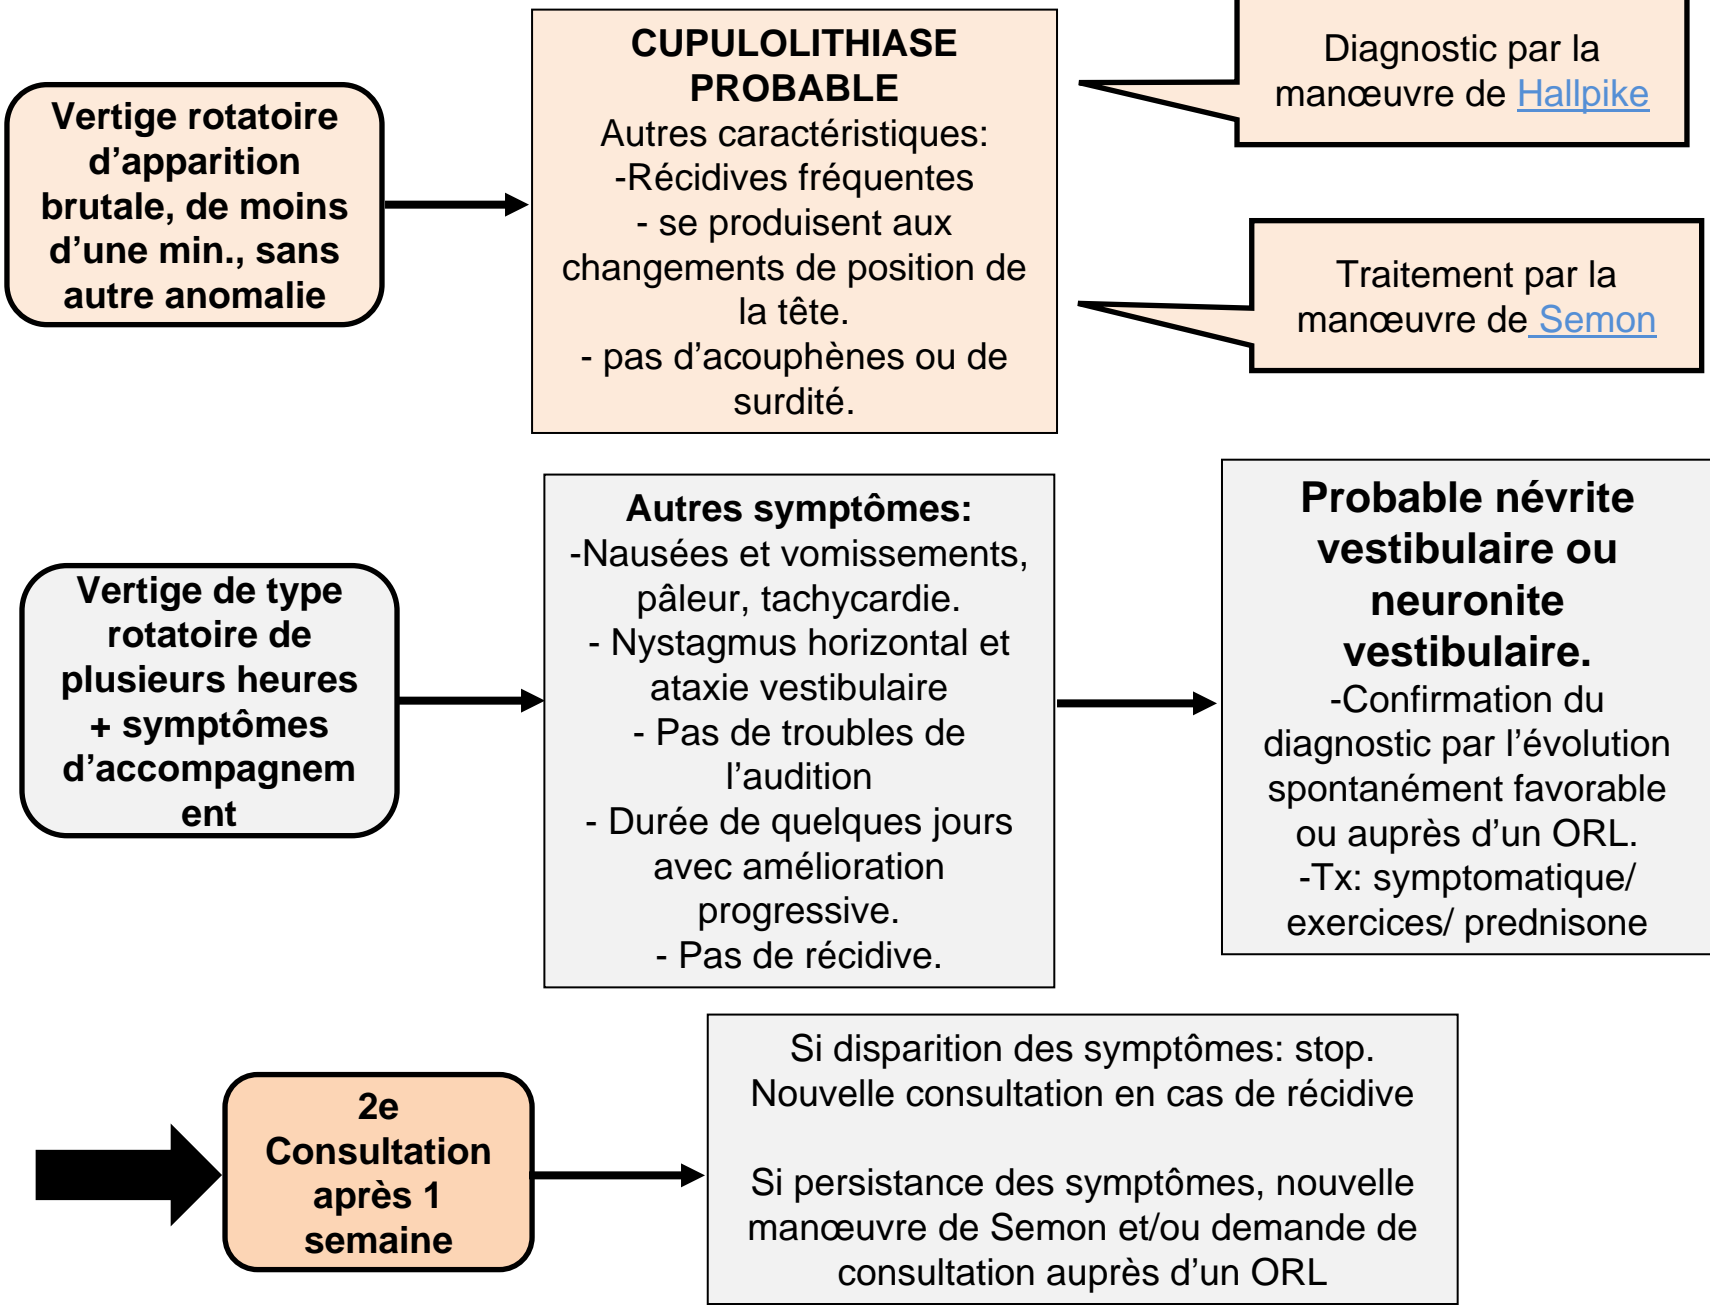 Vertige rotatoire
d’apparition
brutale, de moins
d’une min., sans
autre anomalie
CUPULOLITHIASE
PROBABLE
Autres caractéristiques:
-Récidives fréquentes
- se produisent aux
changements de position de
la tête.
- pas d’acouphènes ou de
surdité.
Diagnostic par la
manœuvre de Hallpike
Traitement par la
manœuvre de Semon
Vertige de type
rotatoire de
plusieurs heures
+ symptômes
d’accompagnem
ent
Autres symptômes:
-Nausées et vomissements,
pâleur, tachycardie.
- Nystagmus horizontal et
ataxie vestibulaire
- Pas de troubles de
l’audition
- Durée de quelques jours
avec amélioration
progressive.
- Pas de récidive.
Probable névrite
vestibulaire ou
neuronite
vestibulaire.
-Confirmation du
diagnostic par l’évolution
spontanément favorable
ou auprès d’un ORL.
-Tx: symptomatique/
exercices/ prednisone
2e
Consultation
après 1
semaine
Si disparition des symptômes: stop.
Nouvelle consultation en cas de récidive
Si persistance des symptômes, nouvelle
manœuvre de Semon et/ou demande de
consultation auprès d’un ORL